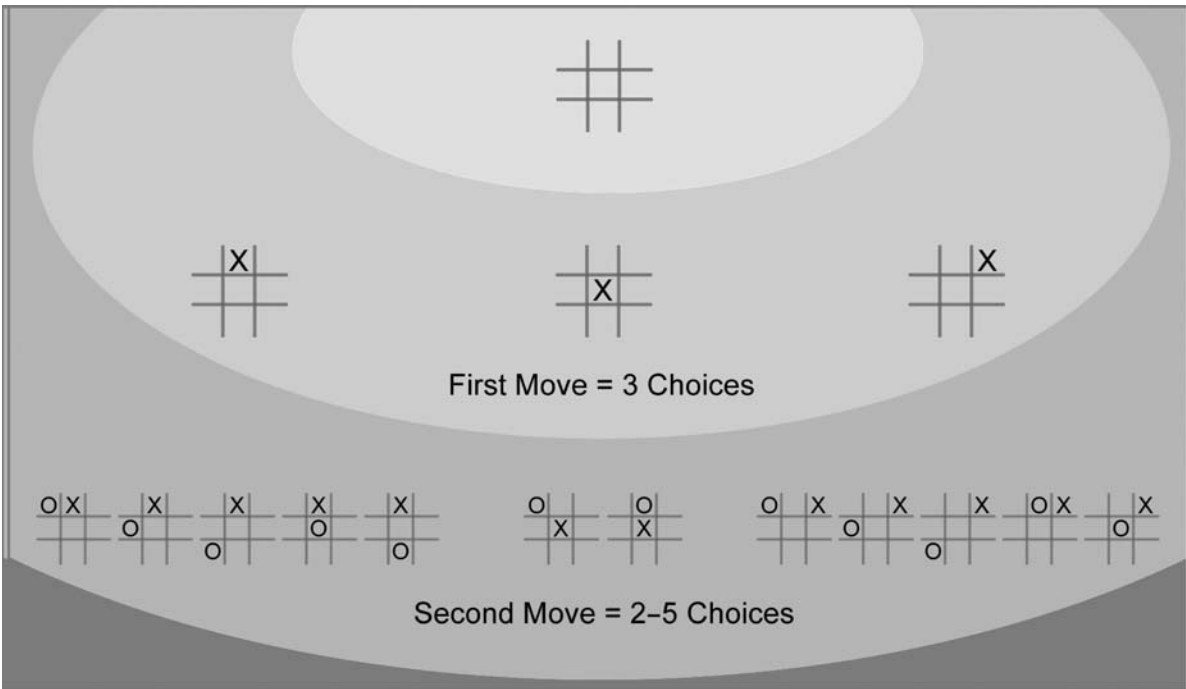 X
X
X
First Move = 3 Choices
O X X X X X O O O X X X O X X
O O X X O O
O O O
Second Move = 2–5 Choices